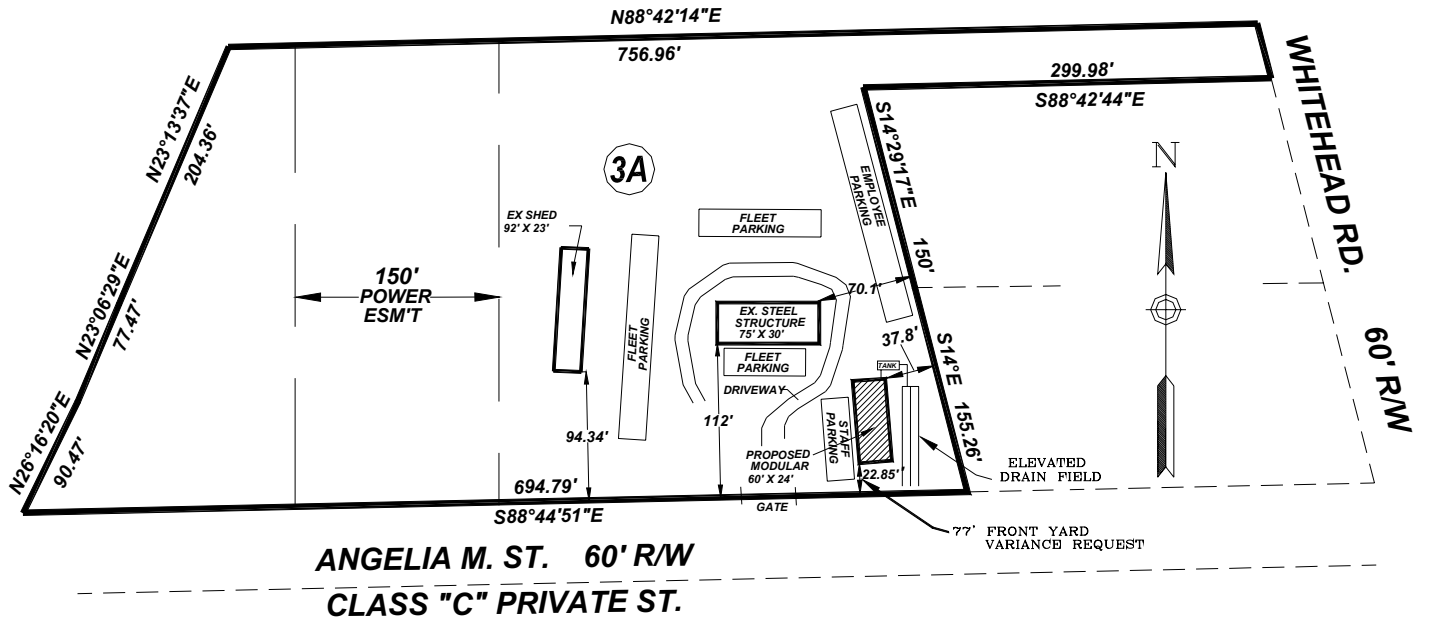 N88°42'14"E
756.96'
299.98'
S88°42'44"E
WHITEHEAD RD.
60' R/W
N23°13'37"E
204.36'
N23°06'29"E
77.47'
N26°16'20"E
90.47'
3A
EX SHED
92' X 23'
150'
POWER
ESM'T
FLEET
PARKING
FLEET
PARKING
EMPLOYEE
PARKING
S14°29'17"E
150'
70.1'
EX. STEEL
STRUCTURE
75' X 30'
FLEET
PARKING
DRIVEWAY
37.8'
S14°E
155.26'
TANK
STAFF
PARKING
112'
94.34'
PROPOSED
MODULAR
60' X 24'
22.85'
N
ELEVATED
DRAIN FIELD
694.79'
S88°44'51"E
GATE
77' FRONT YARD
VARIANCE REQUEST
ANGELIA M. ST. 60' R/W
CLASS "C" PRIVATE ST.